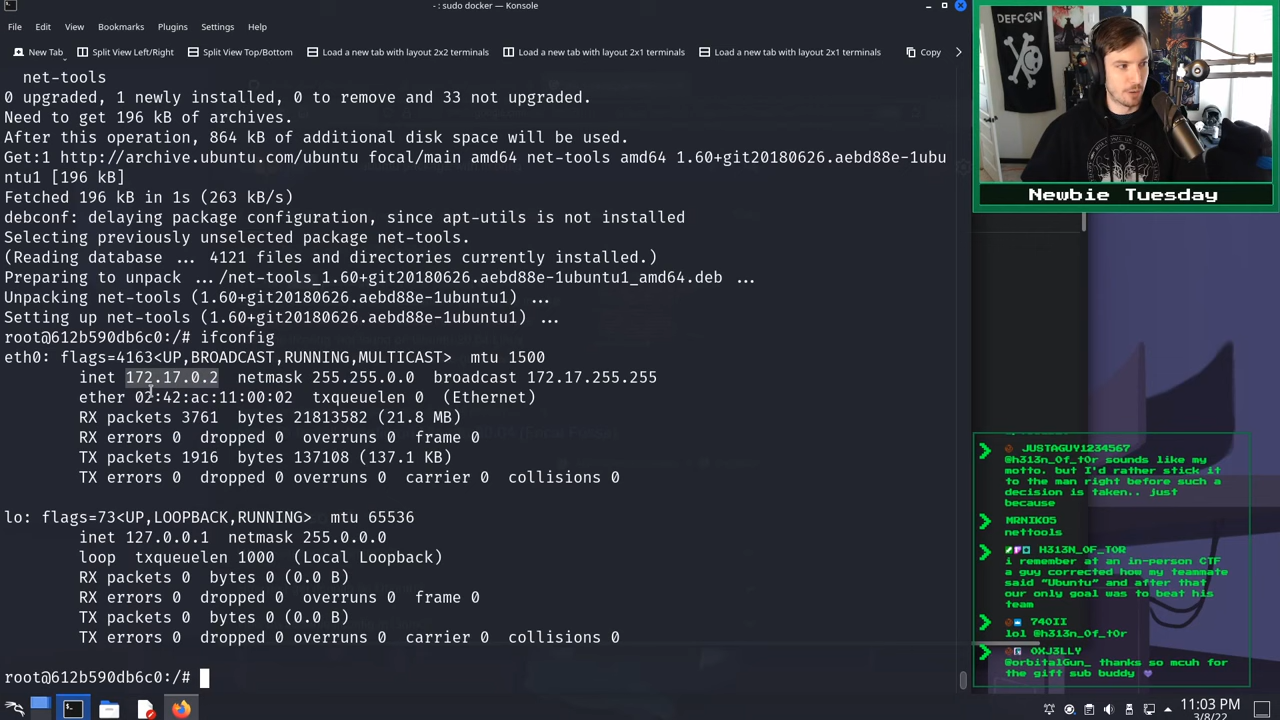 - : sudo docker — Konsole
File Edit View Bookmarks Plugins Settings Help
New Tab Split View Left/Right Split View Top/Bottom Load a new tab with layout 2x2 terminals Load a new tab with layout 2x1 terminals Load a new tab with layout 2x1 terminals Copy
net-tools
0 upgraded, 1 newly installed, 0 to remove and 33 not upgraded.
Need to get 196 kB of archives.
After this operation, 864 kB of additional disk space will be used.
Get:1 http://archive.ubuntu.com/ubuntu focal/main amd64 net-tools amd64 1.60+git20180626.aebd88e-1ubu
ntu1 [196 kB]
Fetched 196 kB in 1s (263 kB/s)
debconf: delaying package configuration, since apt-utils is not installed
Selecting previously unselected package net-tools.
(Reading database ... 4121 files and directories currently installed.)
Preparing to unpack .../net-tools_1.60+git20180626.aebd88e-1ubuntu1_amd64.deb ...
Unpacking net-tools (1.60+git20180626.aebd88e-1ubuntu1) ...
Setting up net-tools (1.60+git20180626.aebd88e-1ubuntu1) ...
root@612b590db6c0:/# ifconfig
eth0: flags=4163<UP,BROADCAST,RUNNING,MULTICAST> mtu 1500
inet 172.17.0.2 netmask 255.255.0.0 broadcast 172.17.255.255
ether 02:42:ac:11:00:02 txqueuelen 0 (Ethernet)
RX packets 3761 bytes 21813582 (21.8 MB)
RX errors 0 dropped 0 overruns 0 frame 0
TX packets 1916 bytes 137108 (137.1 KB)
TX errors 0 dropped 0 overruns 0 carrier 0 collisions 0
lo: flags=73<UP,LOOPBACK,RUNNING> mtu 65536
inet 127.0.0.1 netmask 255.0.0.0
loop txqueuelen 1000 (Local Loopback)
RX packets 0 bytes 0 (0.0 B)
RX errors 0 dropped 0 overruns 0 frame 0
TX packets 0 bytes 0 (0.0 B)
TX errors 0 dropped 0 overruns 0 carrier 0 collisions 0
root@612b590db6c0:/#
DEFCON
Newbie Tuesday
JUSTAGUY1234567
@h313n_0f_t0r sounds like my
motto. but I'd rather stick it
to the man right before such a
decision is taken.. just
because
MRNIKO5
nettools
H313N_0F_T0R
i remember at an in-person CTF
a guy corrected how my teammate
said "Ubuntu" and after that
our only goal was to beat his
team
740II
lol @h313n_0f_t0r
0XJ3LLY
@orbitalGun_ thanks so mcuh for
the gift sub buddy 💜
11:03 PM
3/8/22